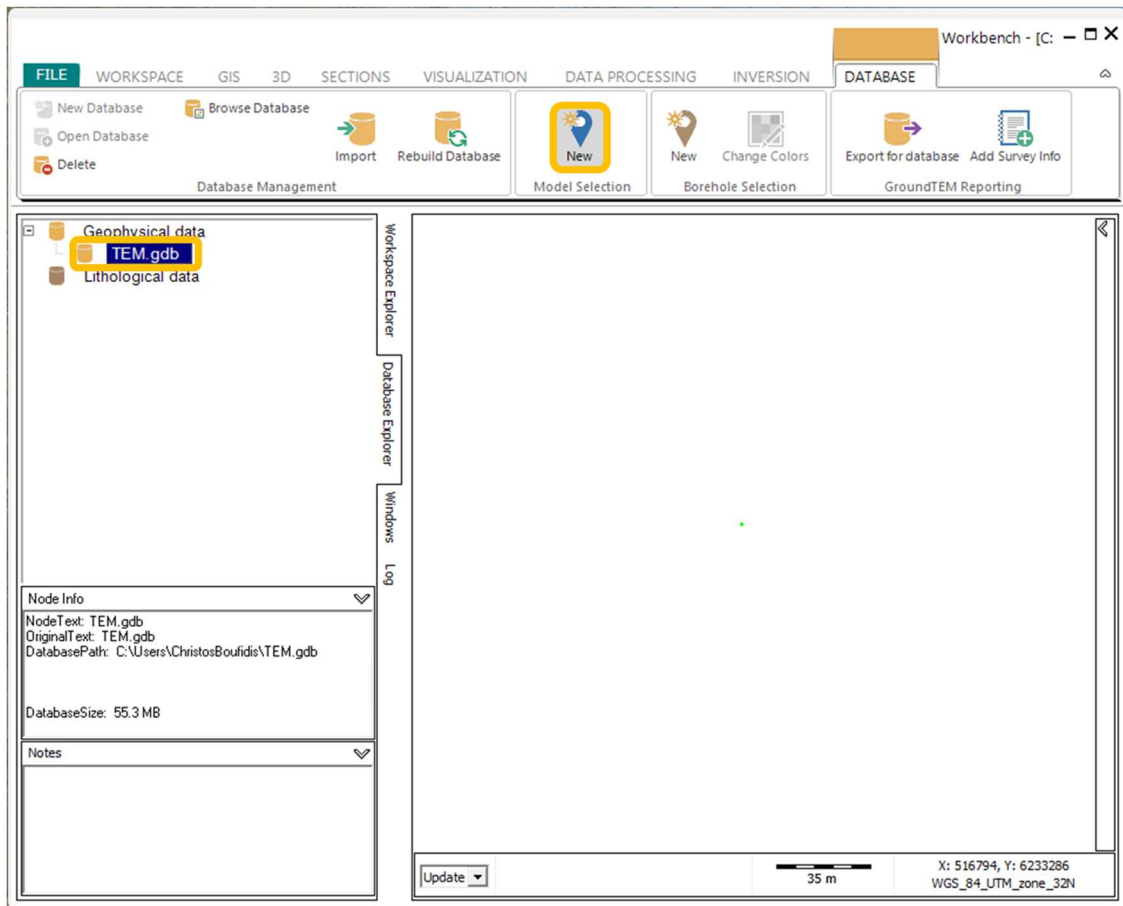 Workbench - [C:
FILE WORKSPACE GIS 3D SECTIONS VISUALIZATION DATA PROCESSING INVERSION DATABASE
New Database
Open Database
Delete
Browse Database
Import
Rebuild Database
Database Management
New
Model Selection
New
Change Colors
Borehole Selection
Export for database
Add Survey Info
GroundTEM Reporting
Geophysical data
TEM.gdb
Lithological data
Workspace Explorer
Database Explorer
Windows
Log
Node Info
NodeText: TEM.gdb
OriginalText: TEM.gdb
DatabasePath: C:\Users\ChristosBoufidis\TEM.gdb
DatabaseSize: 55.3 MB
Notes
Update
35 m
X: 516794, Y: 6233286
WGS_84_UTM_zone_32N